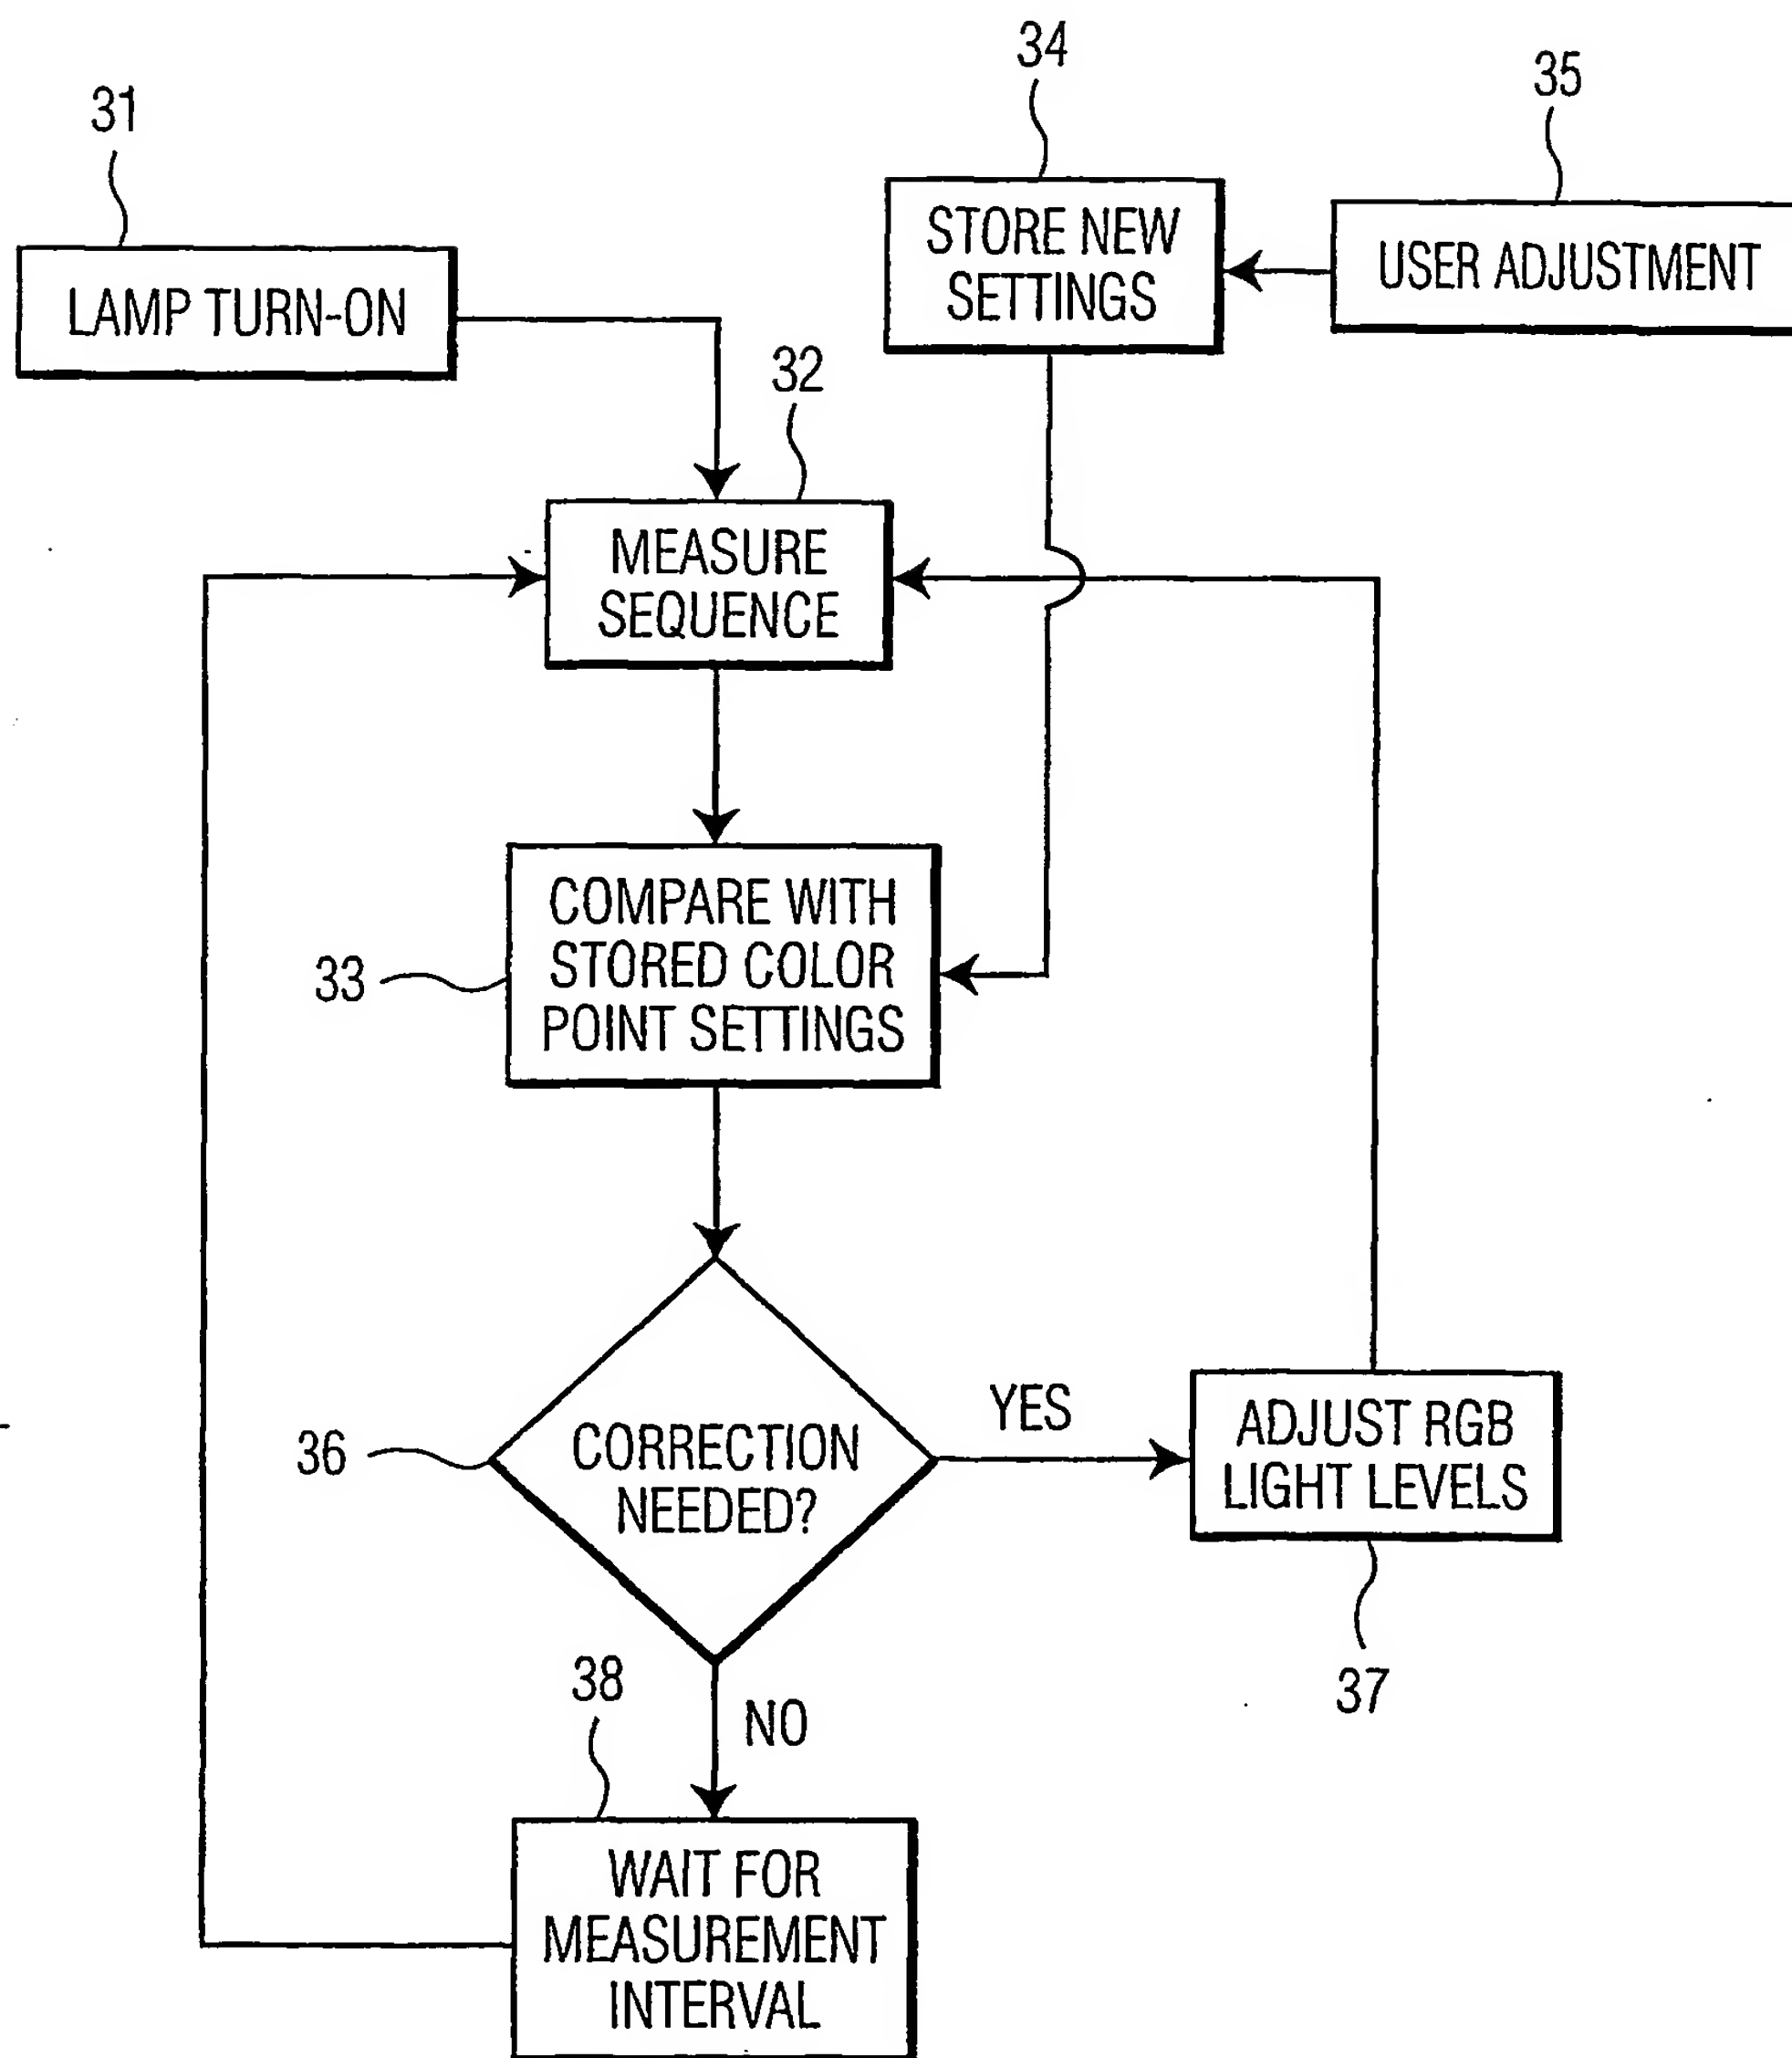 34
35
31
STORE NEW
SETTINGS
USER ADJUSTMENT
LAMP TURN-ON
32
MEASURE
SEQUENCE
COMPARE WITH
STORED COLOR
POINT SETTINGS
33
YES
ADJUST RGB
LIGHT LEVELS
36
CORRECTION
NEEDED?
37
38
NO
WAIT FOR
MEASUREMENT
INTERVAL